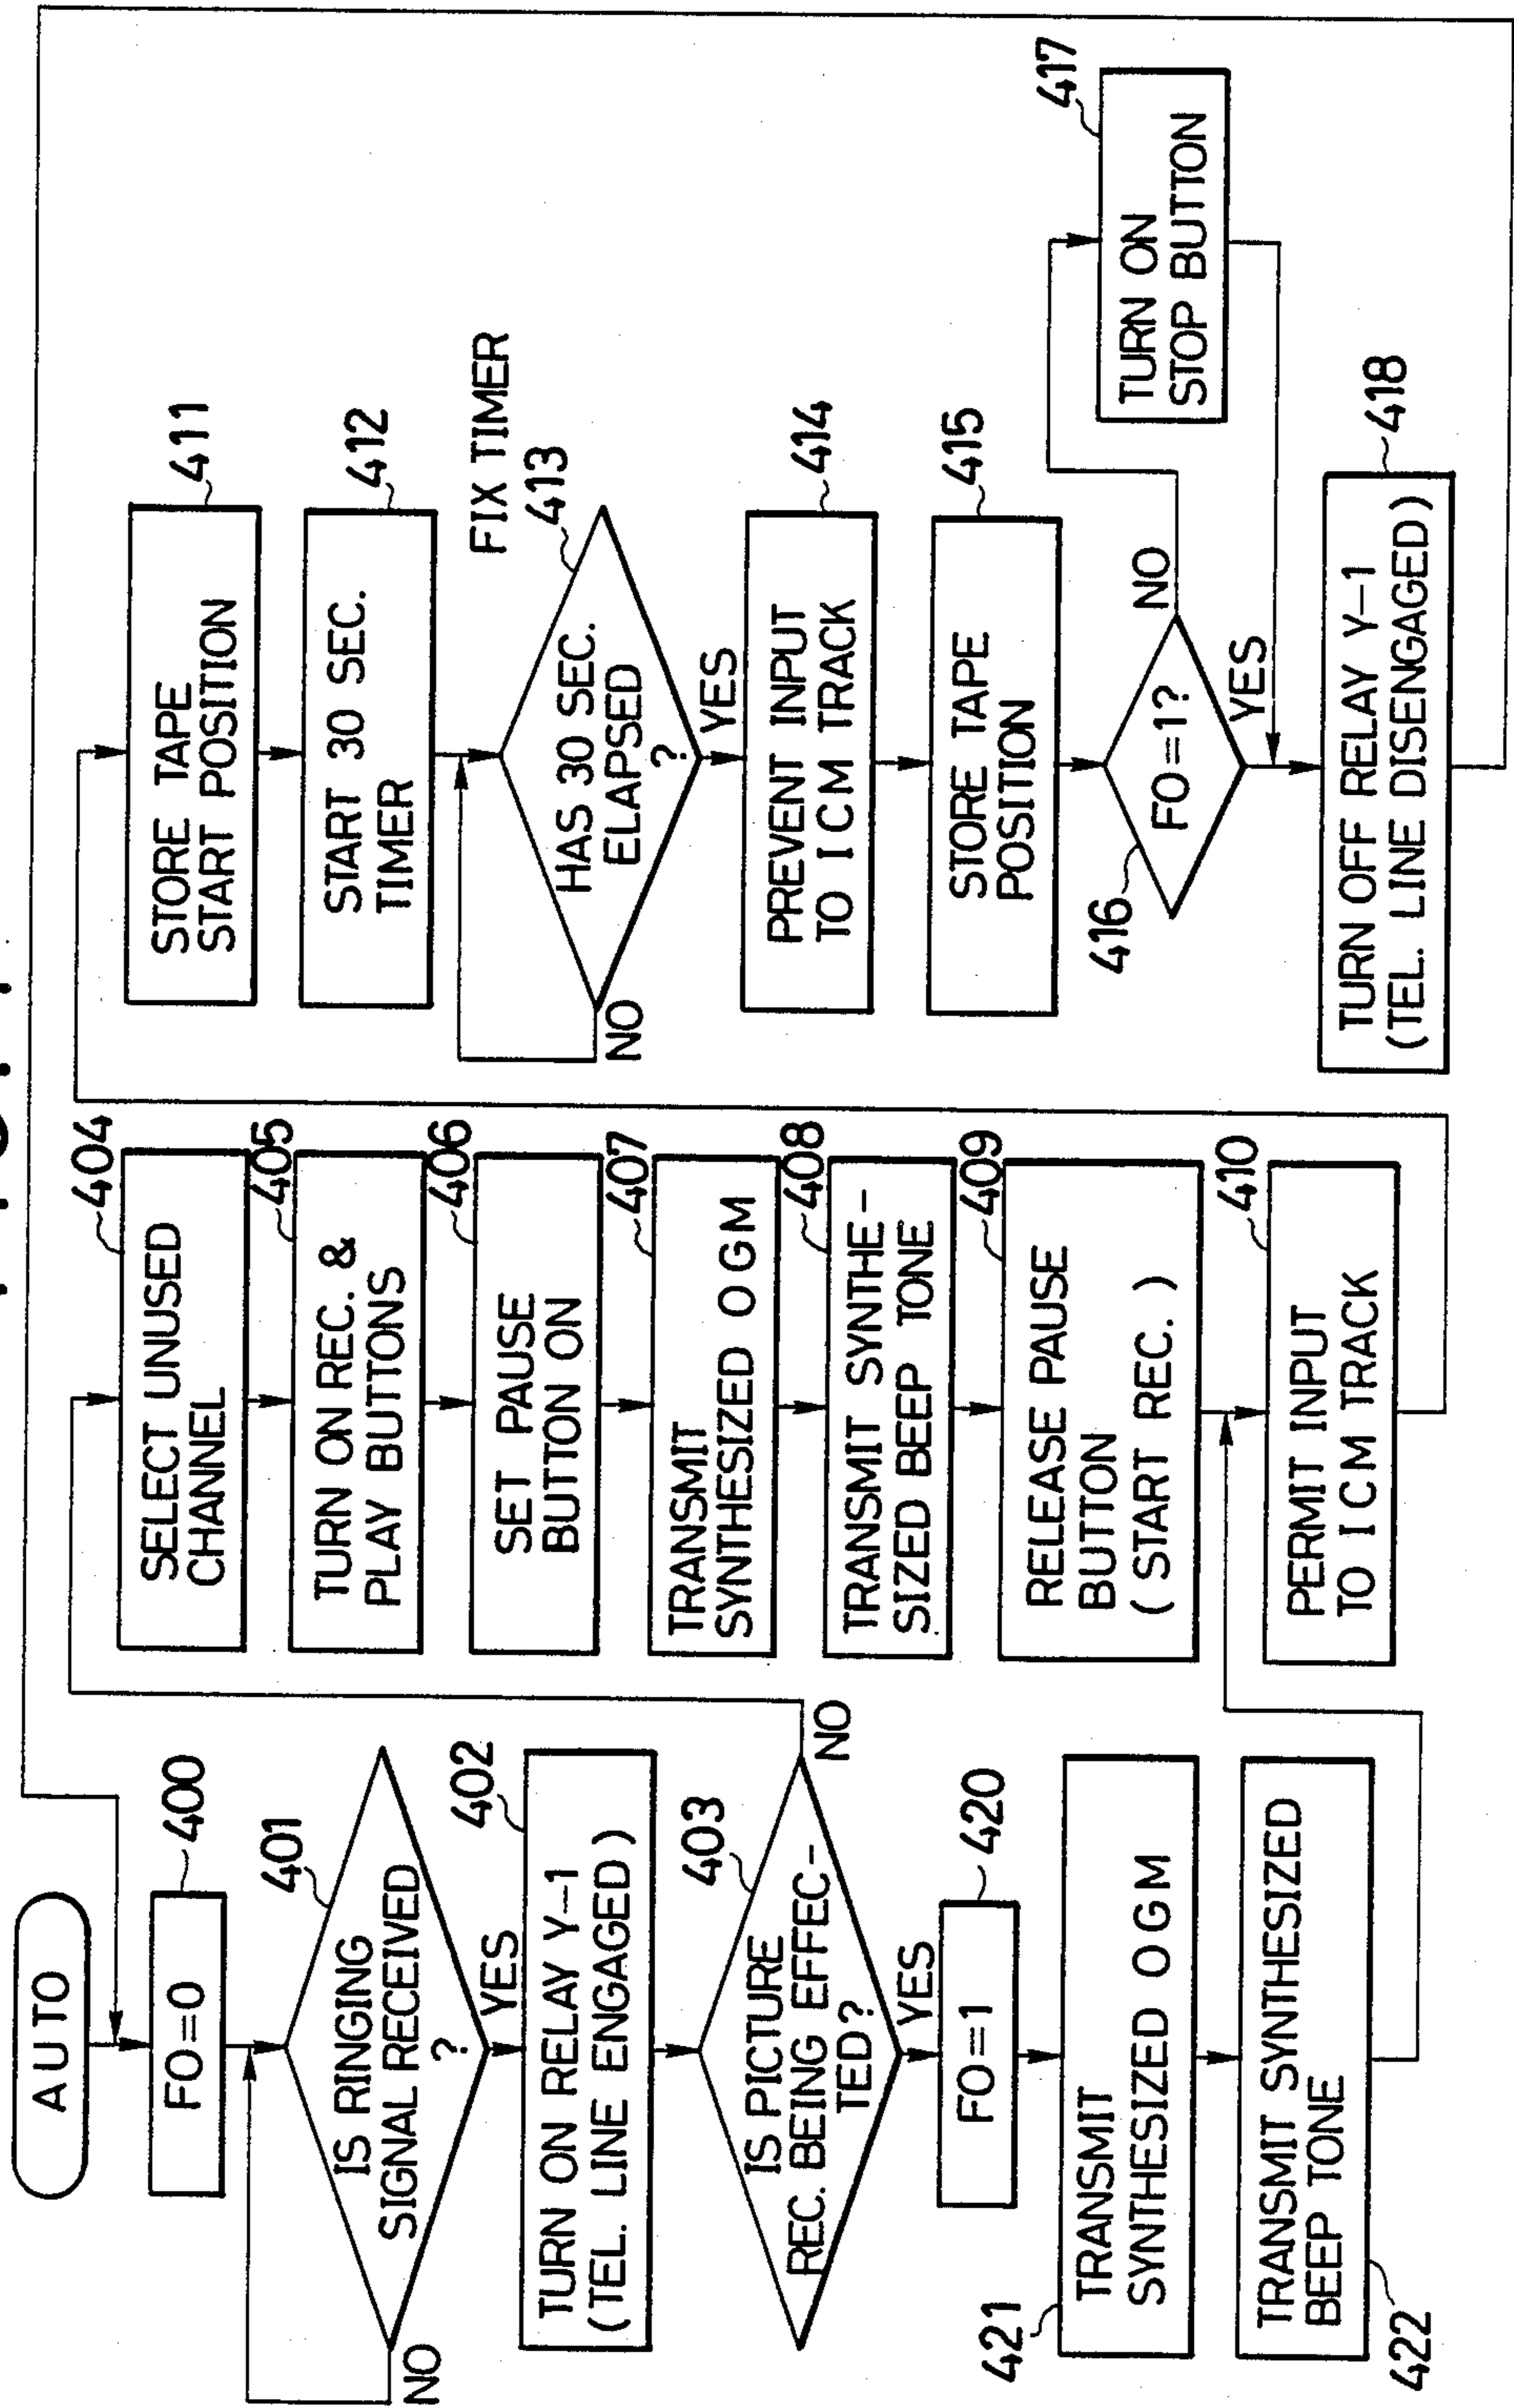 AUTO
FO=0
400
IS RINGING
SIGNAL RECEIVED
?
401
NO
YES
TURN ON RELAY Y-1
(TEL. LINE ENGAGED)
402
IS PICTURE
REC. BEING EFFEC-
TED?
403
NO
YES
FO=1
420
TRANSMIT
SYNTHESIZED OGM
421
TRANSMIT SYNTHESIZED
BEEP TONE
422
SELECT UNUSED
CHANNEL
404
TURN ON REC. &
PLAY BUTTONS
405
SET PAUSE
BUTTON ON
406
TRANSMIT
SYNTHESIZED OGM
407
TRANSMIT SYNTHE-
SIZED BEEP TONE
408
RELEASE PAUSE
BUTTON
(START REC.)
409
PERMIT INPUT
TO ICM TRACK
410
STORE TAPE
START POSITION
411
START 30 SEC.
TIMER
412
FIX TIMER
413
HAS 30 SEC.
ELAPSED
?
NO
YES
PREVENT INPUT
TO ICM TRACK
414
STORE TAPE
POSITION
415
FO=1?
416
NO
YES
TURN ON
STOP BUTTON
417
TURN OFF RELAY Y-1
(TEL. LINE DISENGAGED)
418